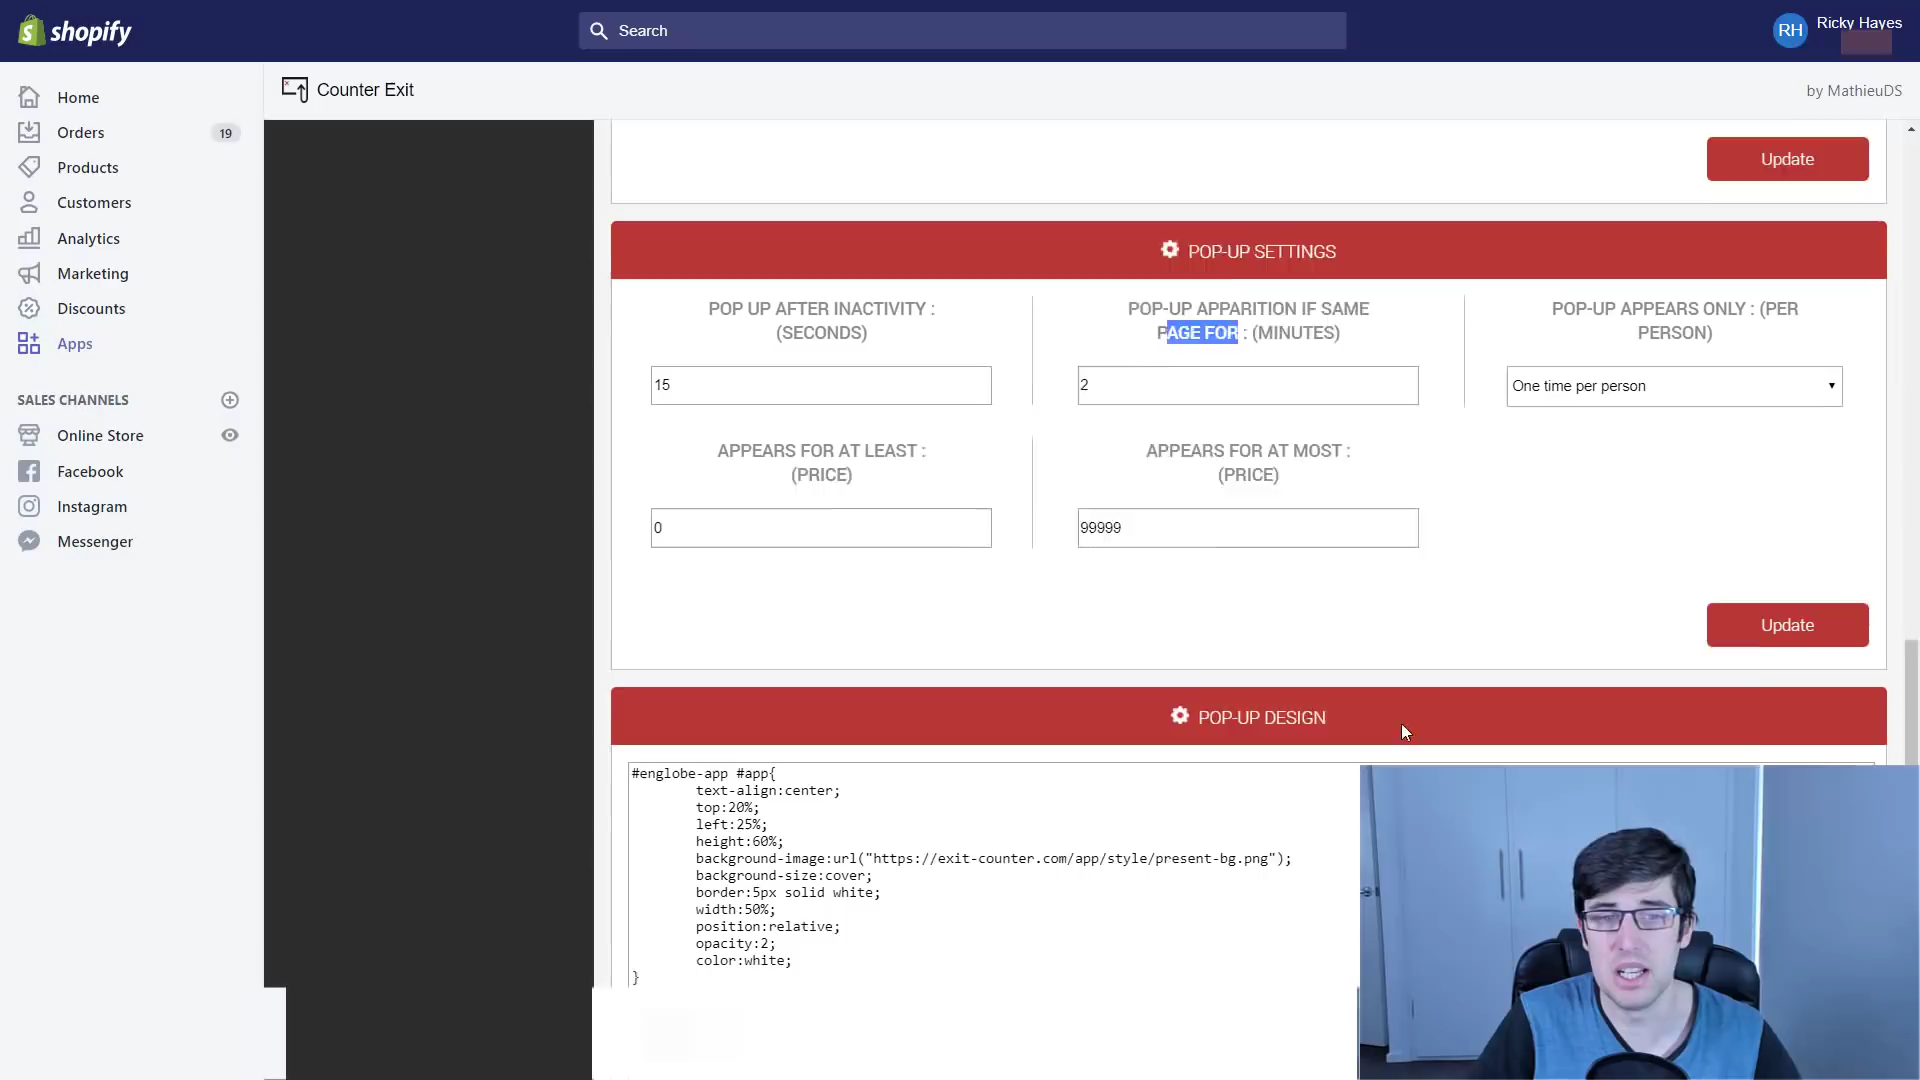 shopify
Search
RH
Ricky Hayes
Home
Orders
19
Products
Customers
Analytics
Marketing
Discounts
Apps
SALES CHANNELS
Online Store
Facebook
Instagram
Messenger
Counter Exit
by MathieuDS
Update
POP-UP SETTINGS
POP UP AFTER INACTIVITY :
(SECONDS)
15
POP-UP APPARITION IF SAME
PAGE FOR : (MINUTES)
2
POP-UP APPEARS ONLY : (PER
PERSON)
One time per person
APPEARS FOR AT LEAST :
(PRICE)
0
APPEARS FOR AT MOST :
(PRICE)
99999
Update
POP-UP DESIGN
#englobe-app #app{
text-align:center;
top:20%;
left:25%;
height:60%;
background-image:url("https://exit-counter.com/app/style/present-bg.png");
background-size:cover;
border:5px solid white;
width:50%;
position:relative;
opacity:2;
color:white;
}